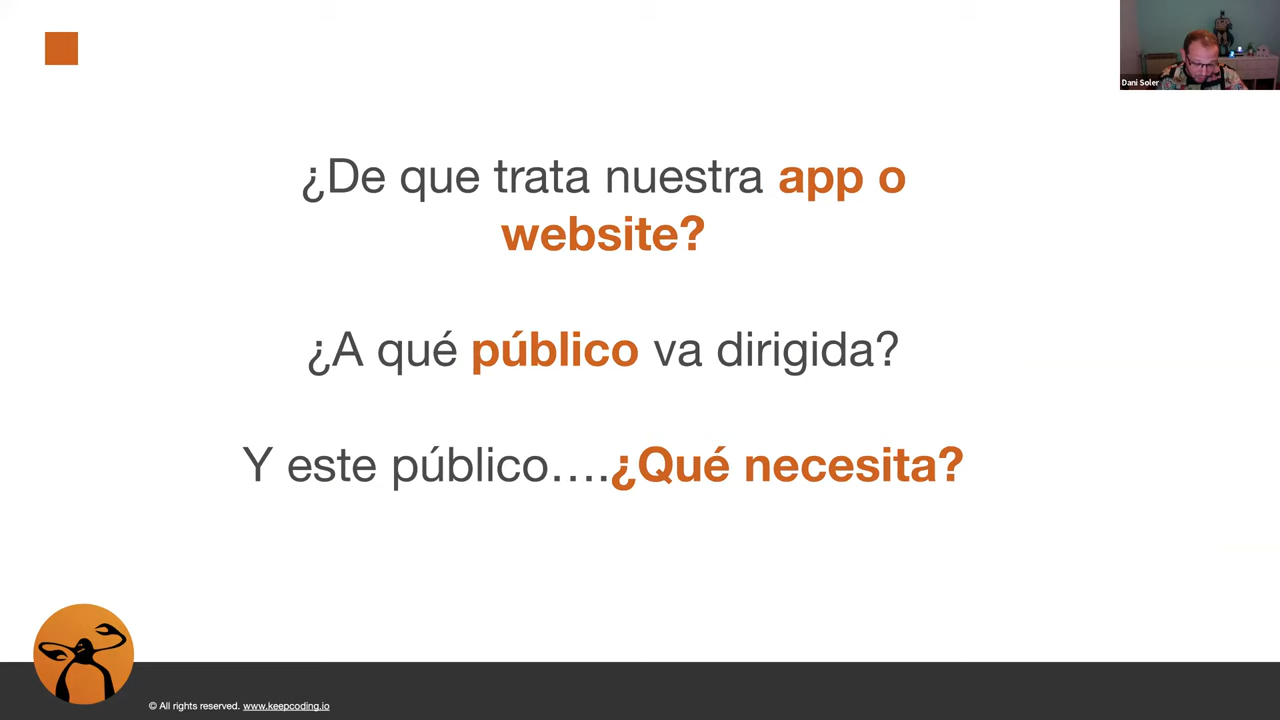 Dani Soler
¿De que trata nuestra app o
website?
¿A qué público va dirigida?
Y este público....¿Qué necesita?
© All rights reserved. www.keepcoding.io